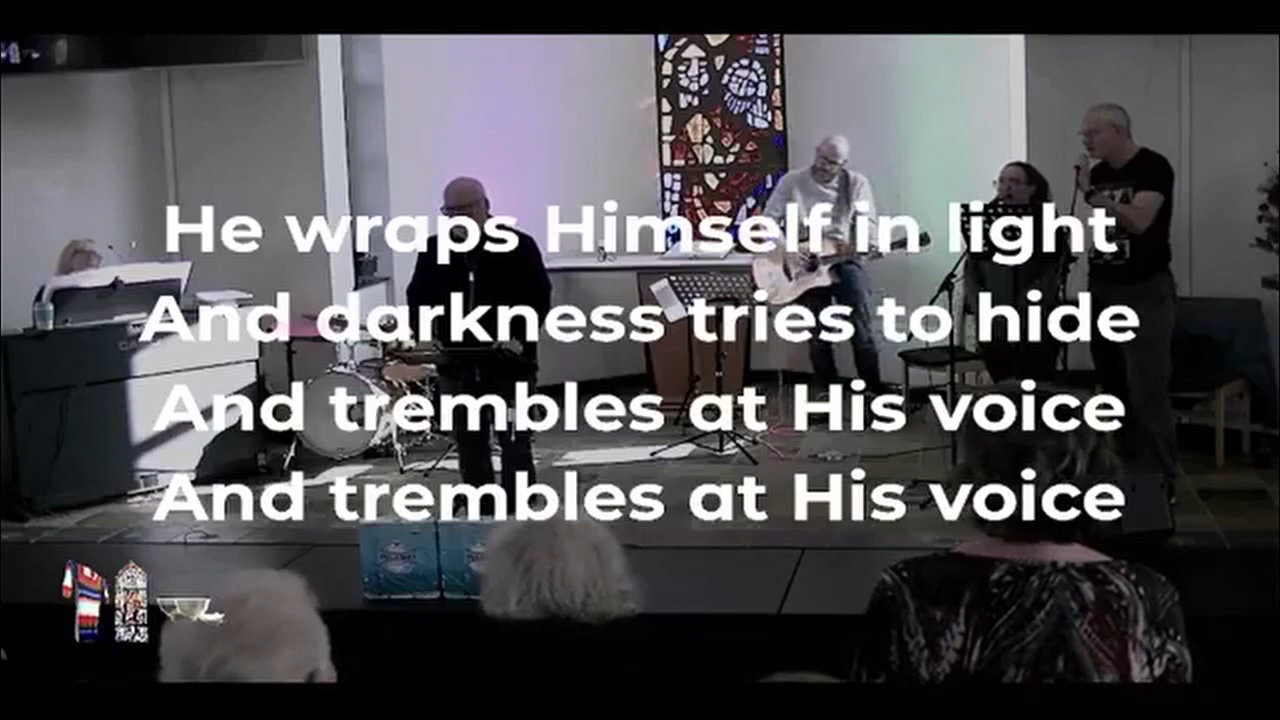 He wraps Himself in light
And darkness tries to hide
And trembles at His voice
And trembles at His voice